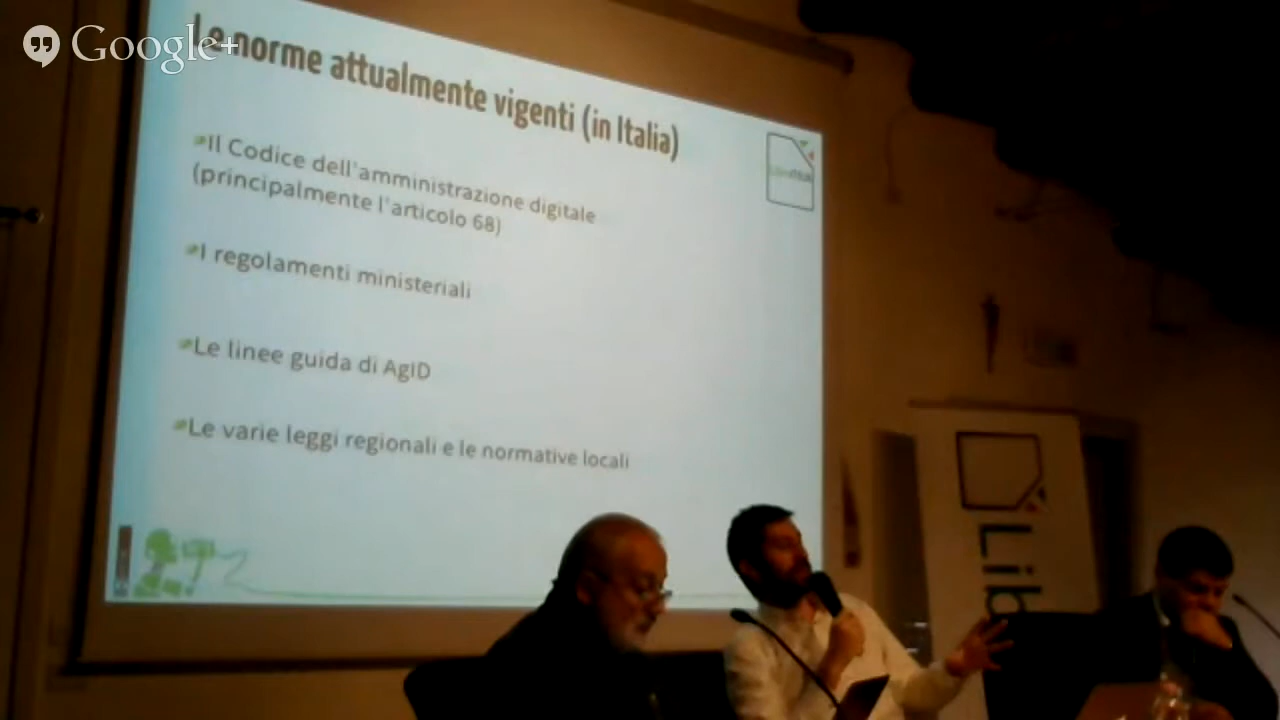 Google+
Le norme attualmente vigenti (in Italia)
Il Codice dell'amministrazione digitale
(principalmente l'articolo 68)
I regolamenti ministeriali
Le linee guida di AgID
Le varie leggi regionali e le normative locali
Lib